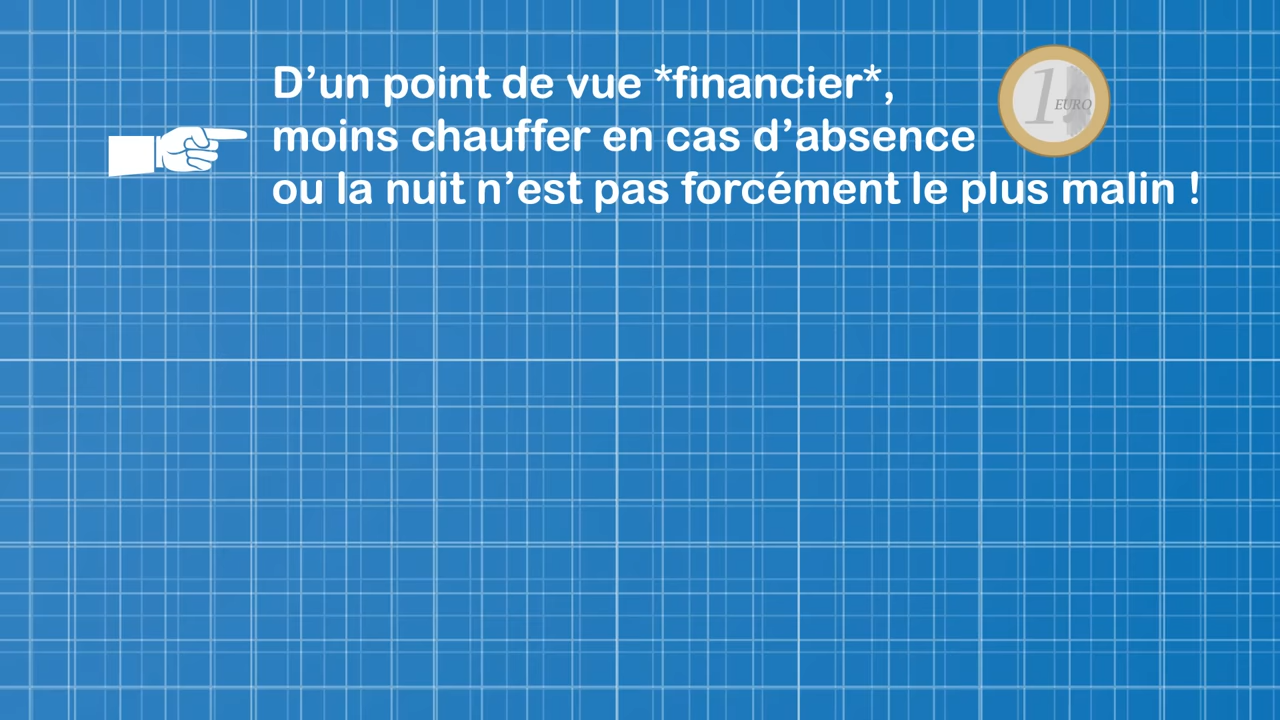 D’un point de vue *financier*,
moins chauffer en cas d’absence
ou la nuit n’est pas forcément le plus malin !
1 EURO